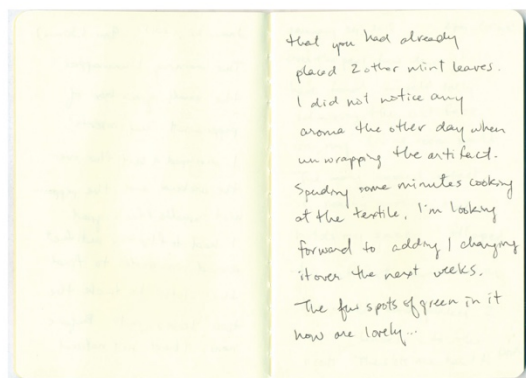 that you had already
placed 2 other mint leaves.
I did not notice any
aroma the other day when
unwrapping the artifact.
Spending some minutes looking
at the textile, I'm looking
forward to adding / changing
it over the next weeks.
The few spots of green in it
now are lovely...